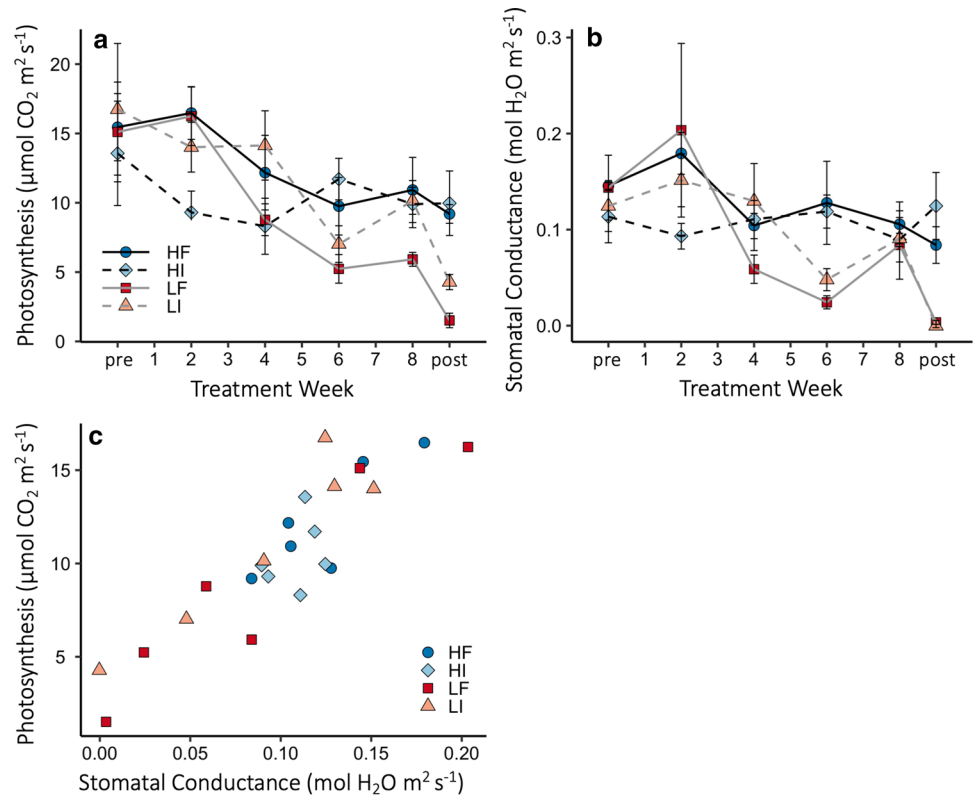 a
Photosynthesis (µmol CO₂ m² s⁻¹)
20
15
10
5
0
HF
HI
LF
LI
pre 1 2 3 4 5 6 7 8 post
Treatment Week
b
Stomatal Conductance (mol H₂O m² s⁻¹)
0.3
0.2
0.1
0.0
pre 1 2 3 4 5 6 7 8 post
Treatment Week
c
Photosynthesis (µmol CO₂ m² s⁻¹)
15
10
5
HF
HI
LF
LI
0.00 0.05 0.10 0.15 0.20
Stomatal Conductance (mol H₂O m² s⁻¹)